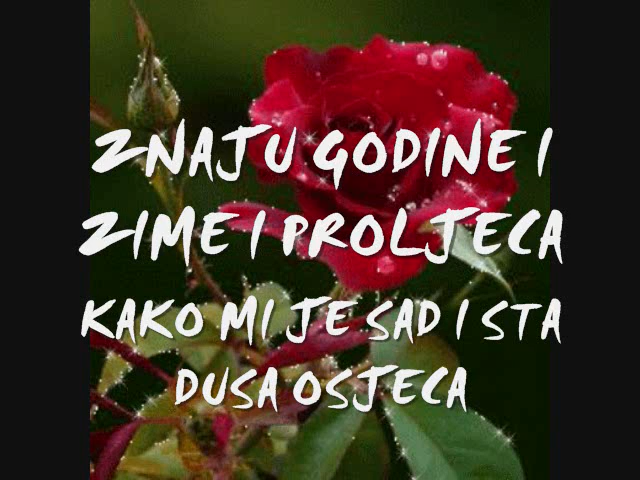 ZNAJU GODINE I
ZIME I PROLJECA
KAKO MI JE SAD I STA
DUSA OSJECA